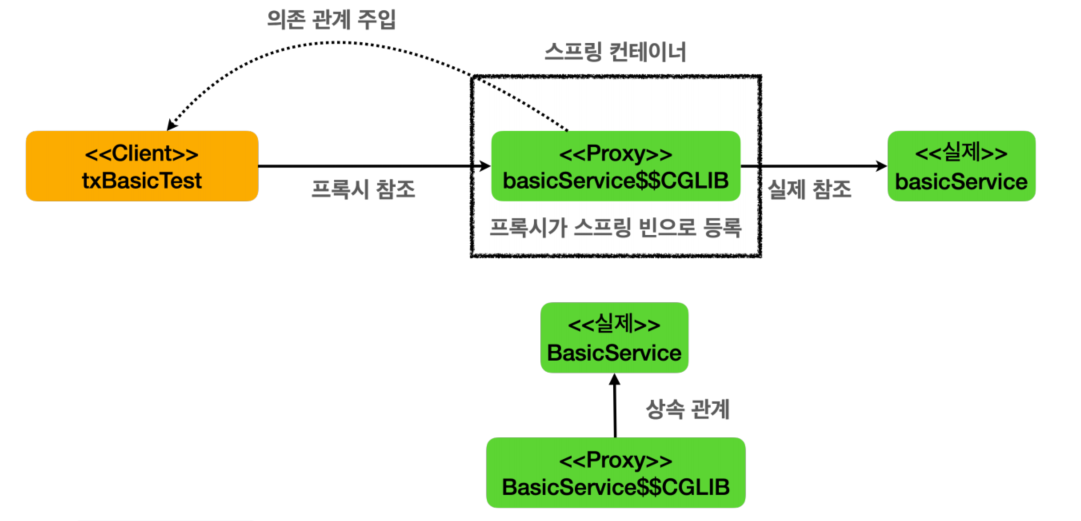 의존 관계 주입
스프링 컨테이너
<<Client>>
txBasicTest
프록시 참조
<<Proxy>>
basicService$$CGLIB
실제 참조
<<실제>>
basicService
프록시가 스프링 빈으로 등록
<<실제>>
BasicService
상속 관계
<<Proxy>>
BasicService$$CGLIB